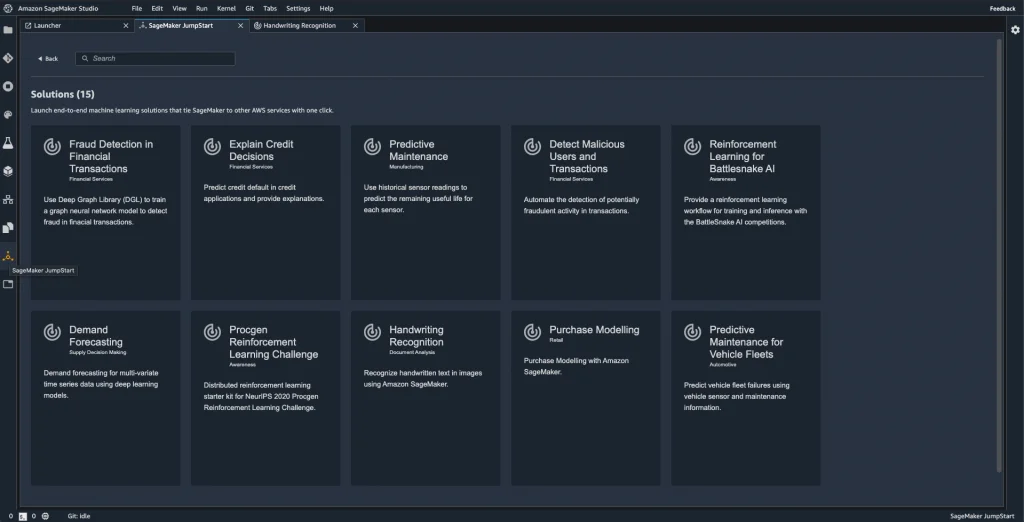 Amazon SageMaker Studio File Edit View Run Kernel Git Tabs Settings Help Feedback
Launcher SageMaker JumpStart Handwriting Recognition
Back Search
Solutions (15)
Launch end-to-end machine learning solutions that tie SageMaker to other AWS services with one click.
Fraud Detection in
Financial
Transactions
Financial Services
Use Deep Graph Library (DGL) to train
a graph neural network model to detect
fraud in finacial transactions.
Explain Credit
Decisions
Financial Services
Predict credit default in credit
applications and provide explanations.
Predictive
Maintenance
Manufacturing
Use historical sensor readings to
predict the remaining useful life for
each sensor.
Detect Malicious
Users and
Transactions
Financial Services
Automate the detection of potentially
fraudulent activity in transactions.
Reinforcement
Learning for
Battlesnake AI
Awareness
Provide a reinforcement learning
workflow for training and inference with
the BattleSnake AI competitions.
SageMaker JumpStart
Demand
Forecasting
Supply Decision Making
Demand forecasting for multi-variate
time series data using deep learning
models.
Procgen
Reinforcement
Learning Challenge
Awareness
Distributed reinforcement learning
starter kit for NeurIPS 2020 Procgen
Reinforcement Learning Challenge.
Handwriting
Recognition
Document Analysis
Recognize handwritten text in images
using Amazon SageMaker.
Purchase Modelling
Retail
Purchase Modelling with Amazon
SageMaker.
Predictive
Maintenance for
Vehicle Fleets
Automotive
Predict vehicle fleet failures using
vehicle sensor and maintenance
information.
0 0 Git: idle SageMaker JumpStart